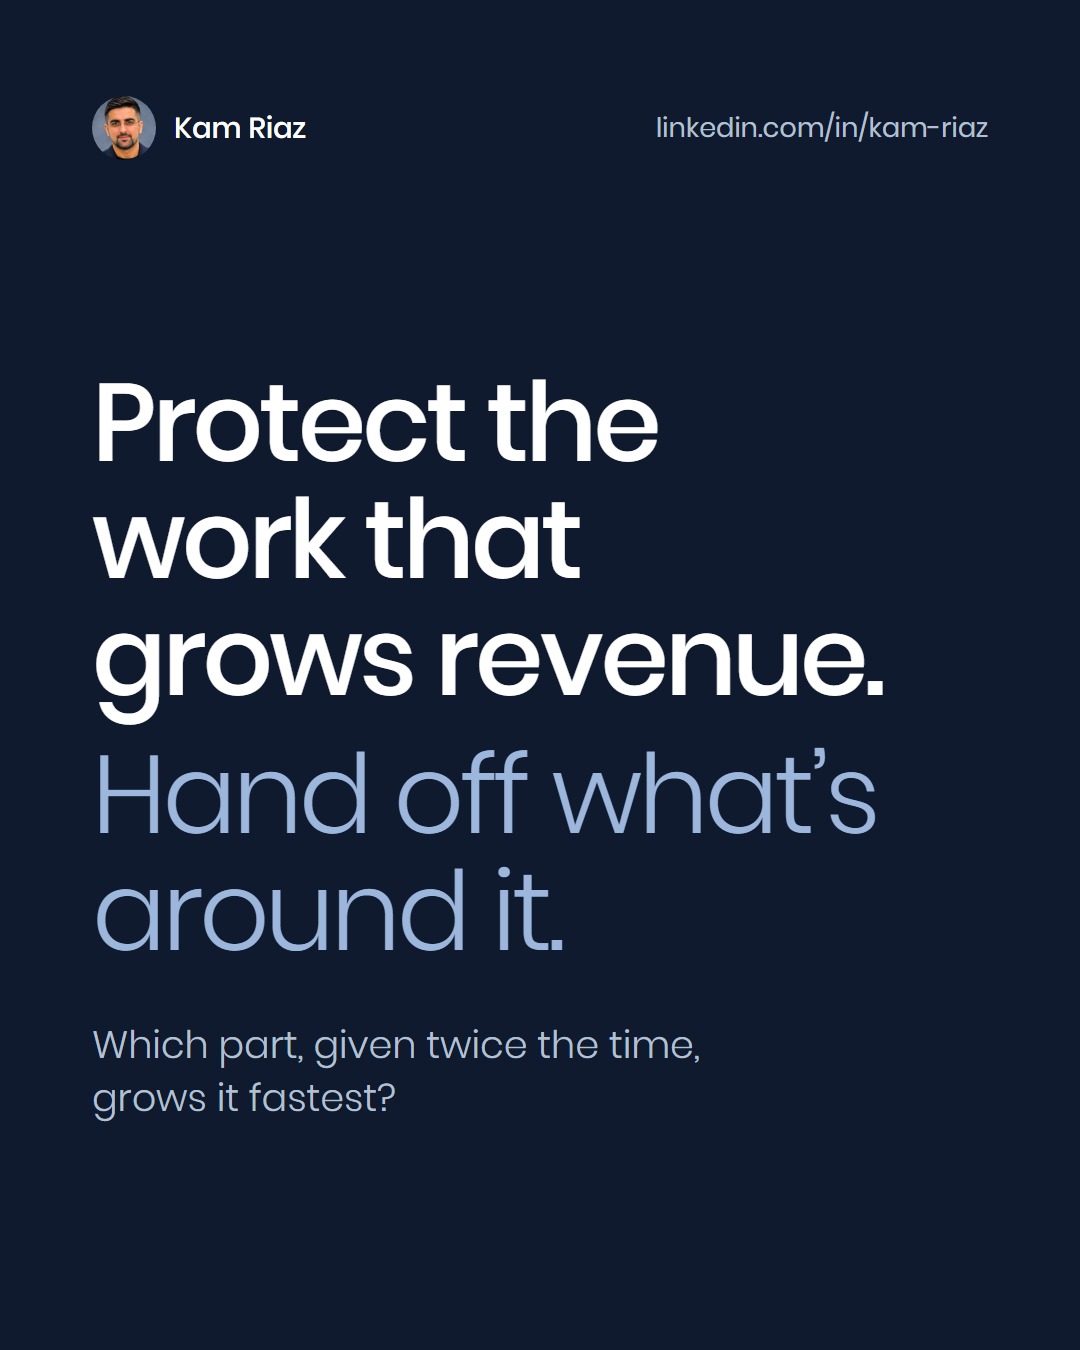 Kam Riaz
linkedin.com/in/kam-riaz
Protect the
work that
grows revenue.
Hand off what’s
around it.
Which part, given twice the time,
grows it fastest?